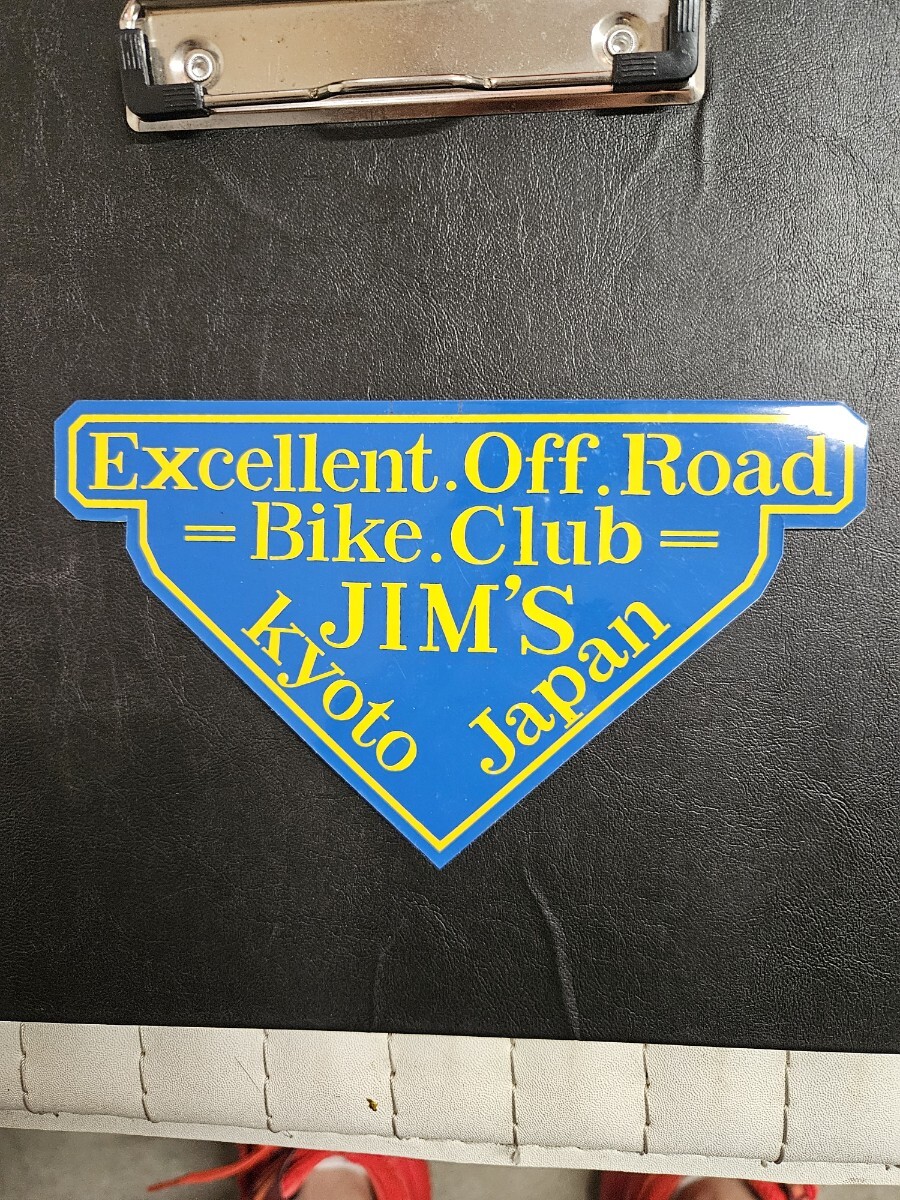 Excellent.Off.Road
=Bike.Club=
JIM'S
kyoto
Japan